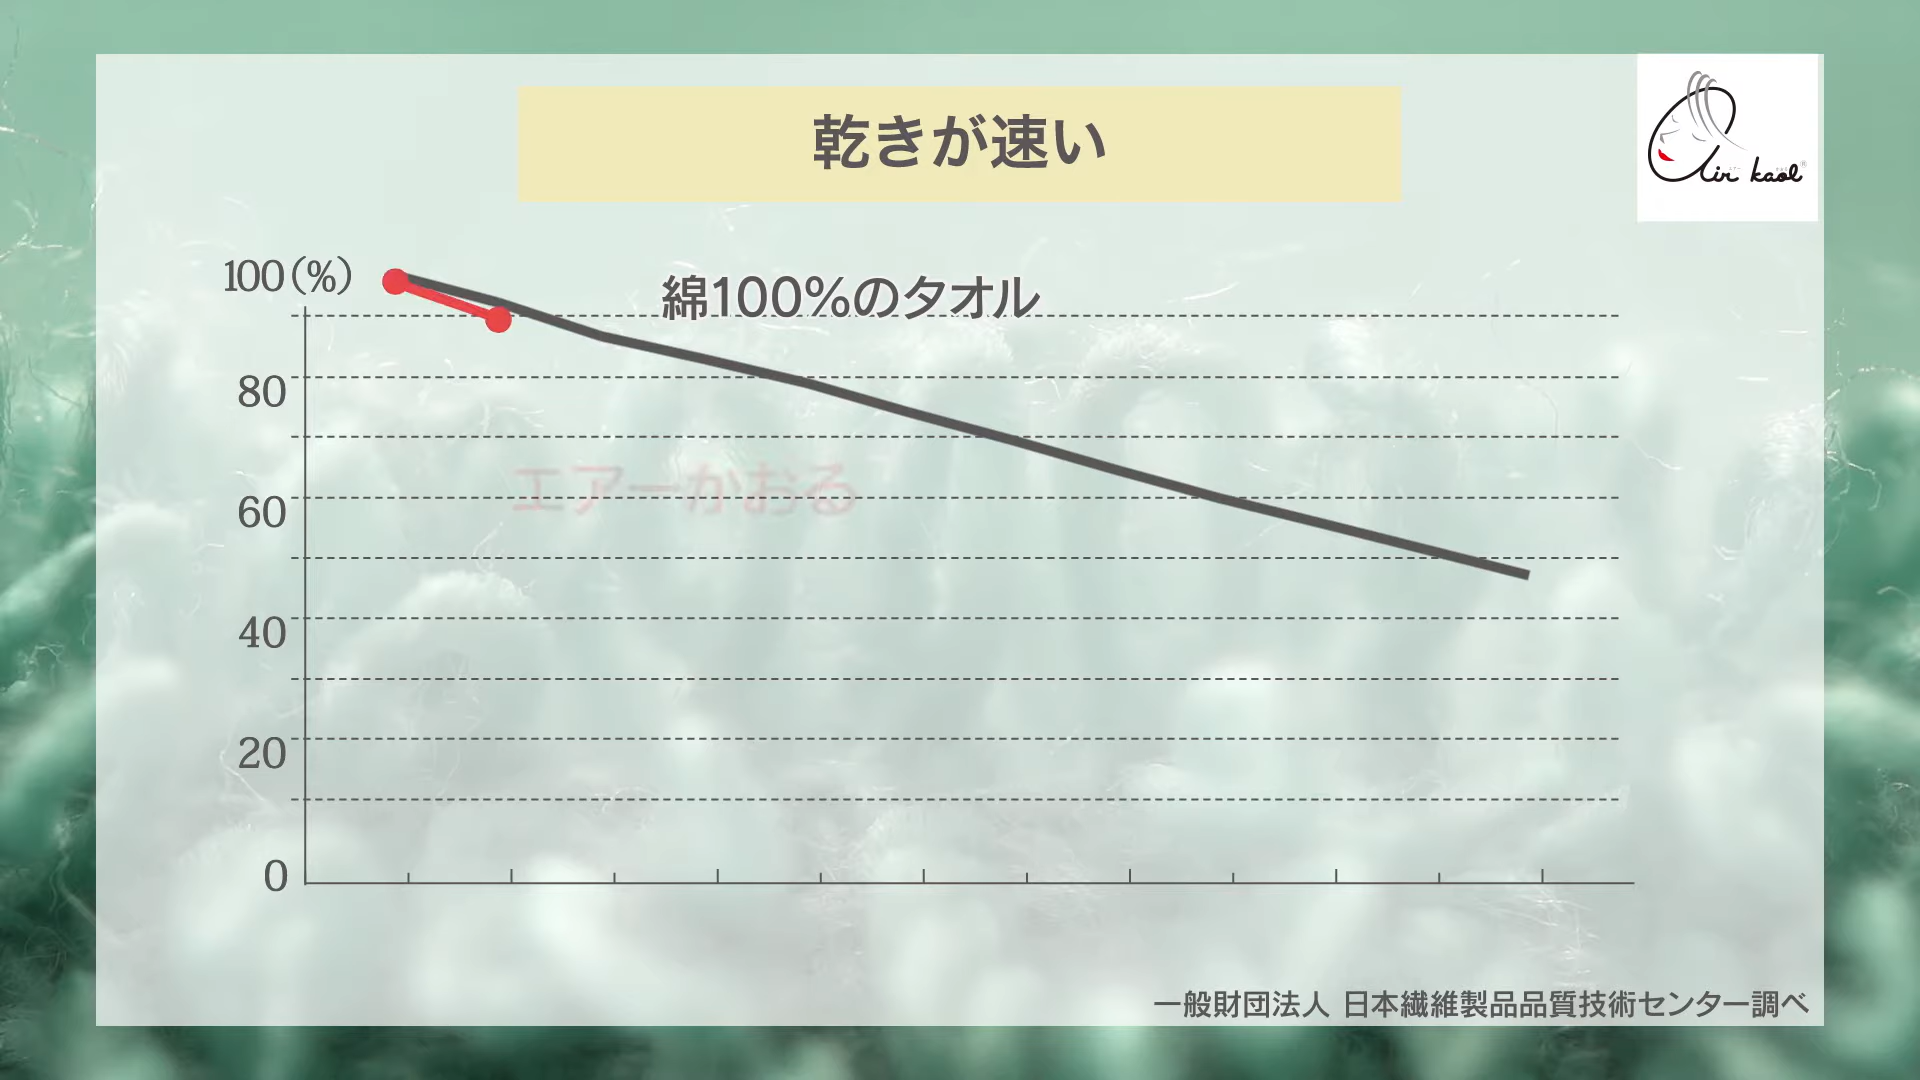 乾きが速い
Air kaol
100(%)
綿100%のタオル
80
エアーかおる
60
40
20
0
一般財団法人 日本繊維製品品質技術センター調べ